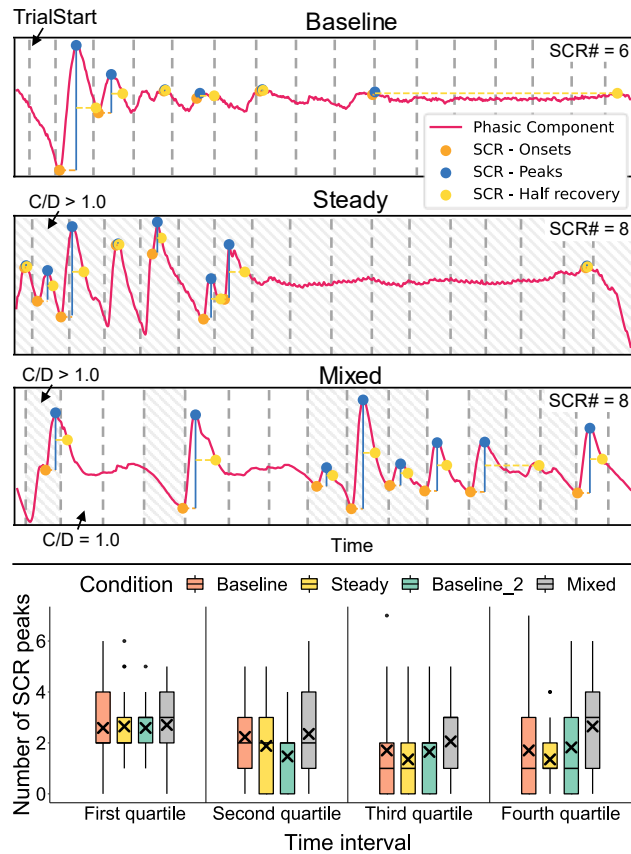 Baseline
TrialStart
SCR# = 6
Phasic Component
SCR - Onsets
SCR - Peaks
SCR - Half recovery
Steady
C/D > 1.0
SCR# = 8
Mixed
C/D > 1.0
SCR# = 8
C/D = 1.0
Time
Condition Baseline Steady Baseline_2 Mixed
Number of SCR peaks
6
4
2
0
First quartile Second quartile Third quartile Fourth quartile
Time interval